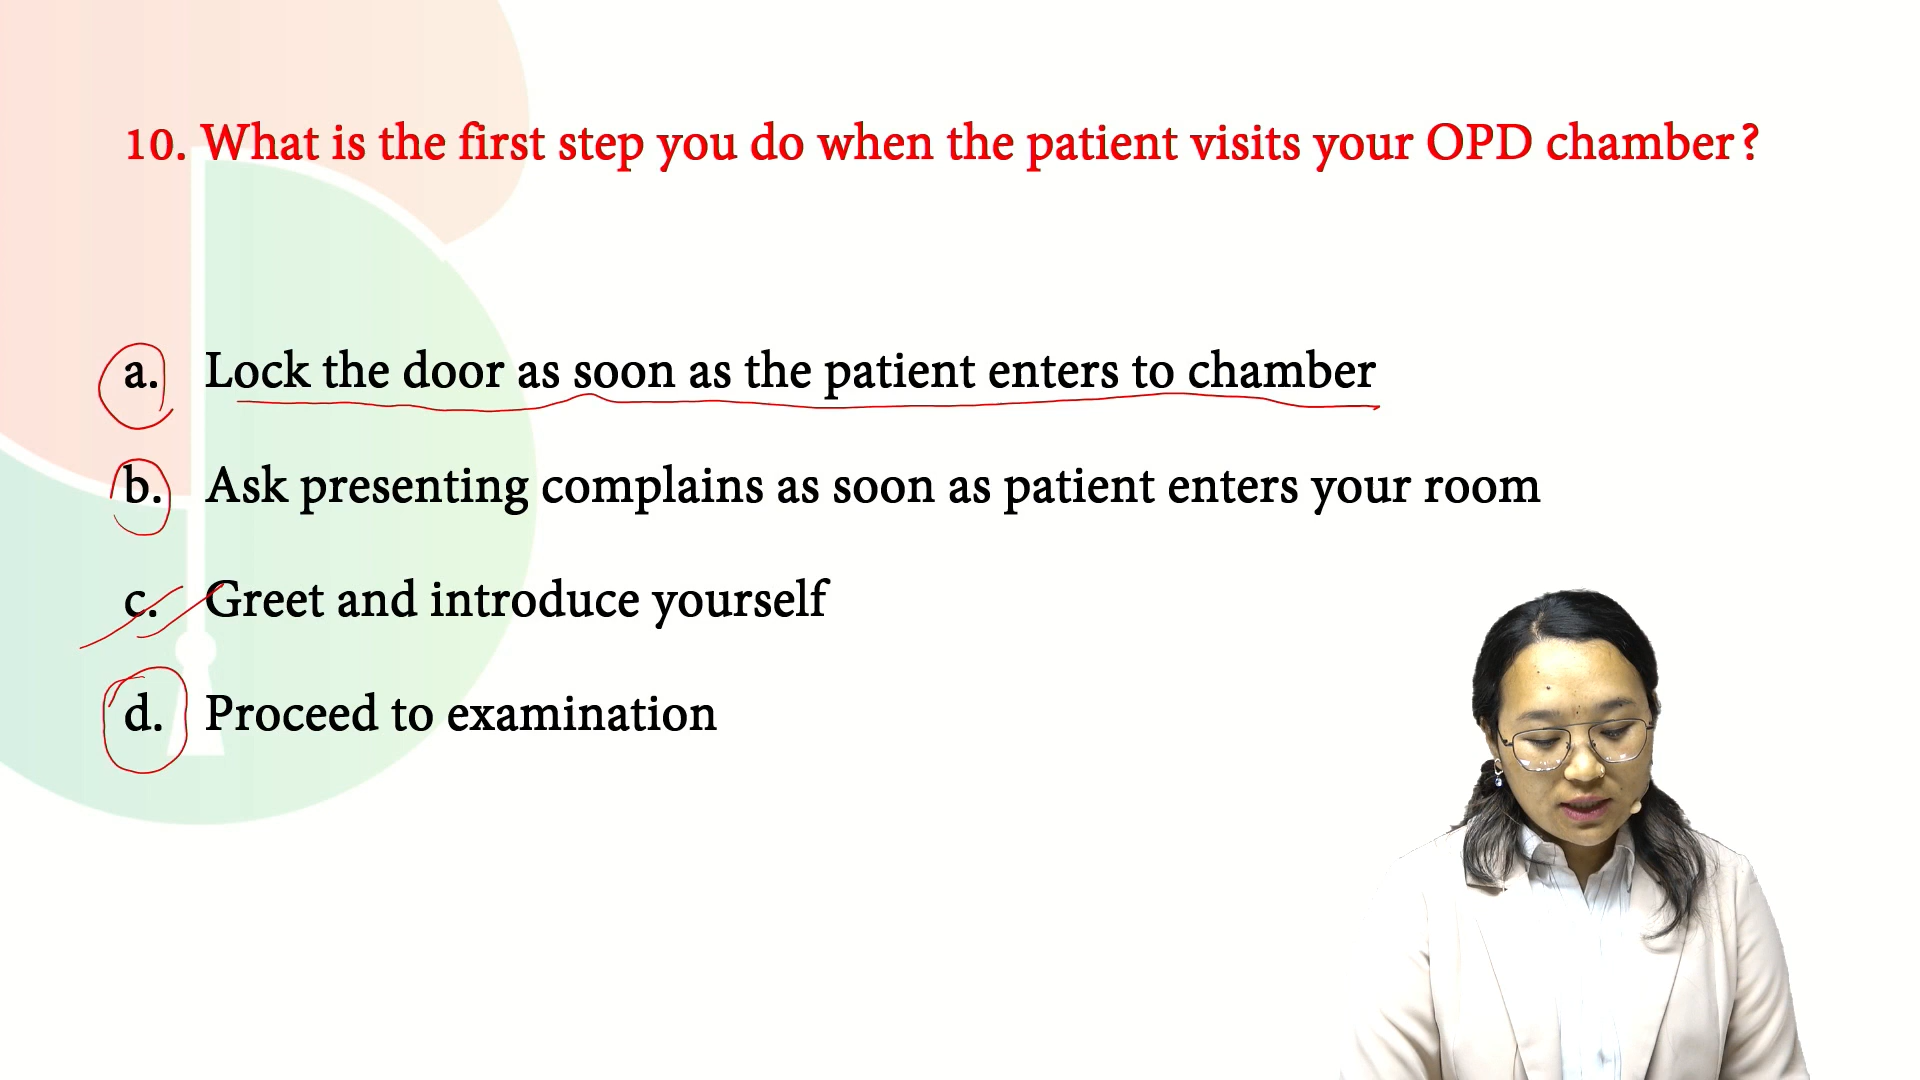 10. What is the first step you do when the patient visits your OPD chamber?
a. Lock the door as soon as the patient enters to chamber
b. Ask presenting complains as soon as patient enters your room
c. Greet and introduce yourself
d. Proceed to examination